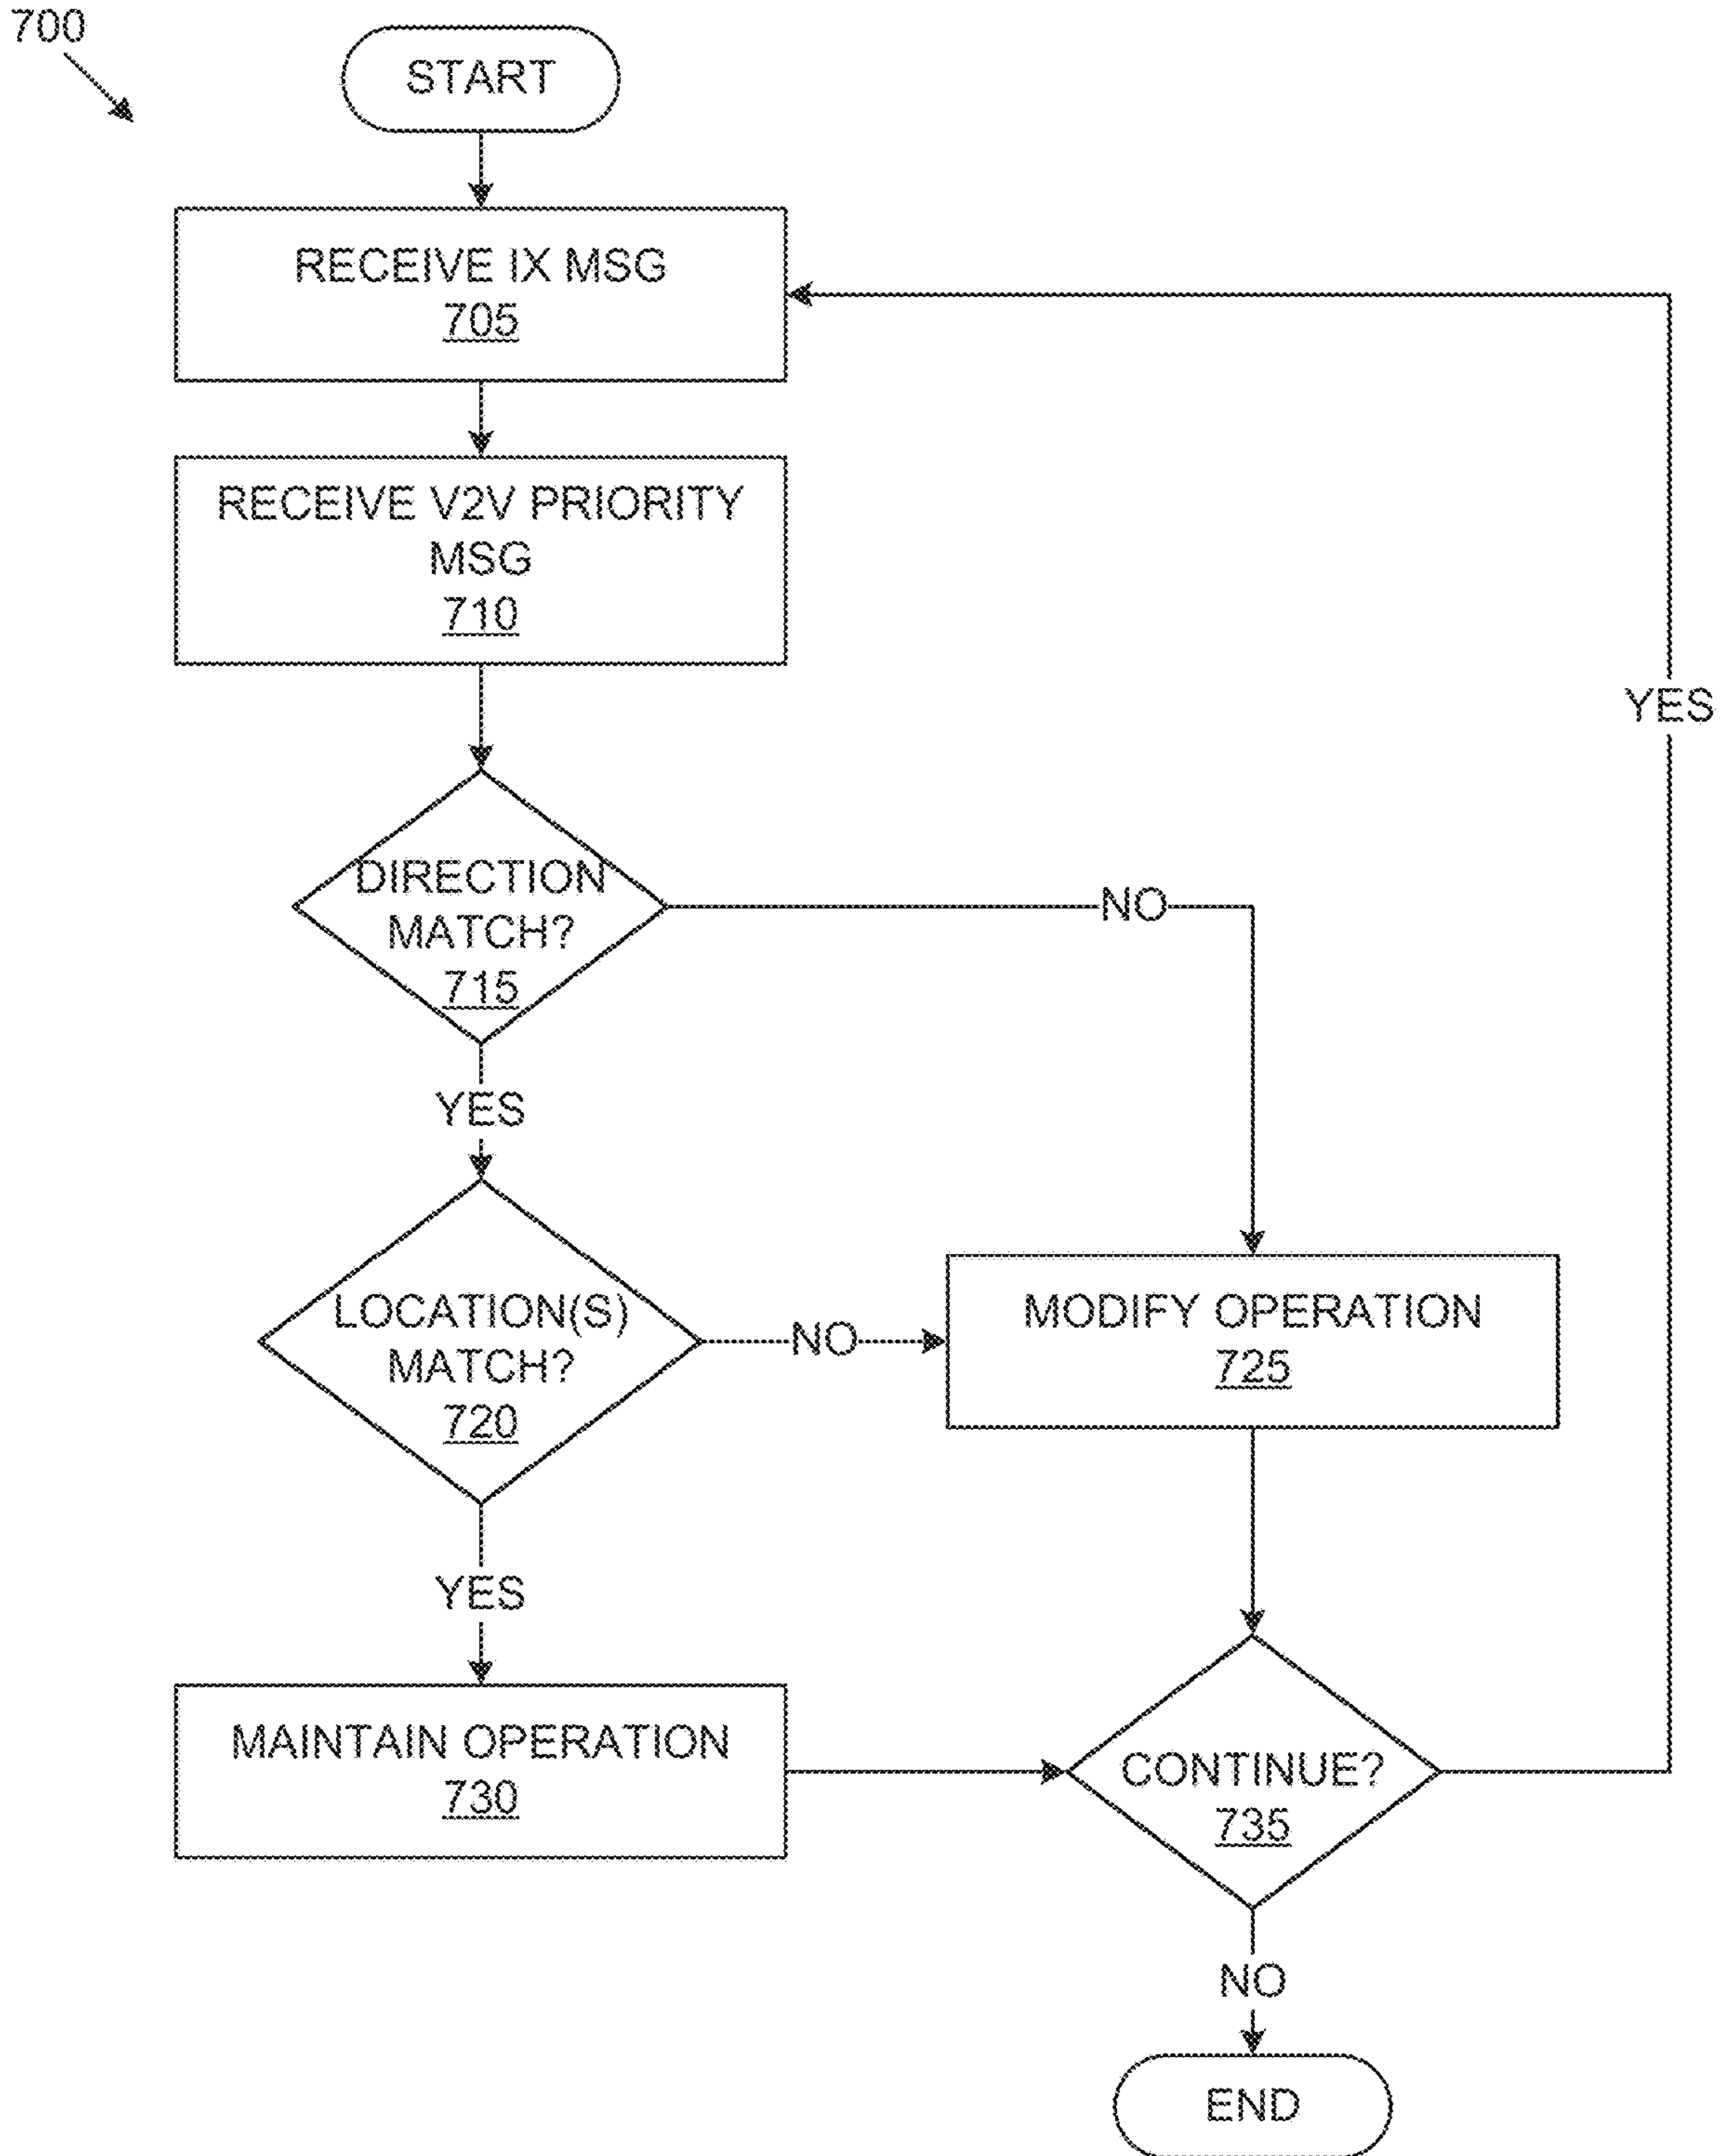 700
START
RECEIVE IX MSG
705
RECEIVE V2V PRIORITY
MSG
710
YES
DIRECTION
MATCH?
715
NO
YES
LOCATION(S)
MATCH?
720
NO
MODIFY OPERATION
725
YES
MAINTAIN OPERATION
730
CONTINUE?
735
NO
END